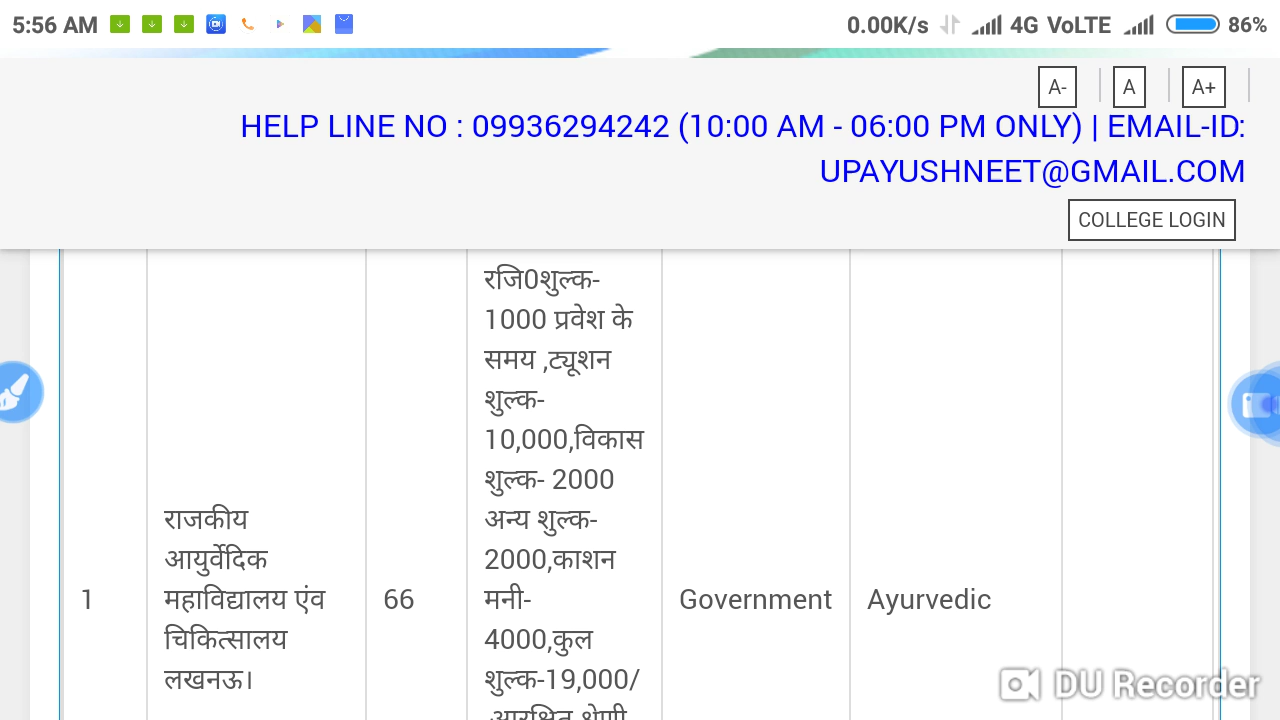 5:56 AM
0.00K/s 4G VoLTE 86%
A- A A+
HELP LINE NO : 09936294242 (10:00 AM - 06:00 PM ONLY) | EMAIL-ID:
UPAYUSHNEET@GMAIL.COM
COLLEGE LOGIN
1
राजकीय
आयुर्वेदिक
महाविद्यालय एंव
चिकित्सालय
लखनऊ।
66
रजि0शुल्क-
1000 प्रवेश के
समय ,ट्यूशन
शुल्क-
10,000,विकास
शुल्क- 2000
अन्य शुल्क-
2000,काशन
मनी-
4000,कुल
शुल्क-19,000/
,आरक्षित श्रेणी
Government
Ayurvedic
DU Recorder